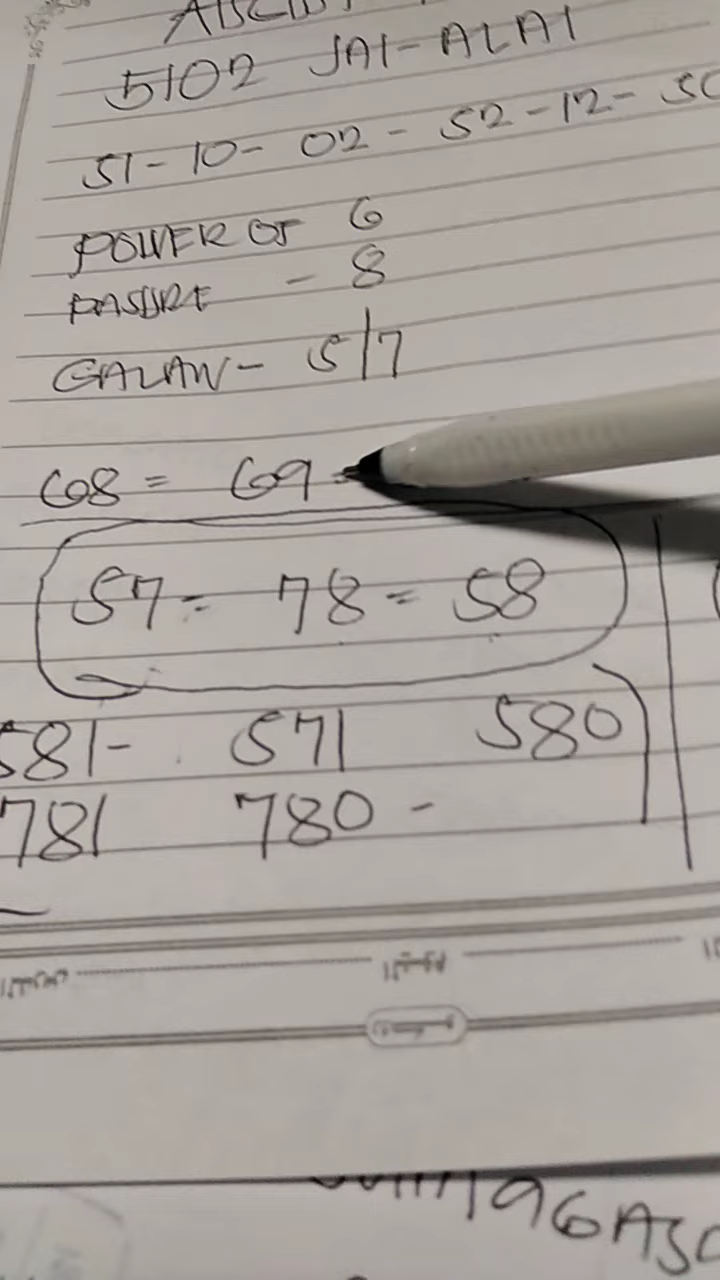 5102 JAI-ALAI
51-10-02-52-12-50
POWER OF 6
PASURE - 8
GALAW - 5/7
68 = 69 =
57 = 78 = 58
581- 571 580
781 780 -